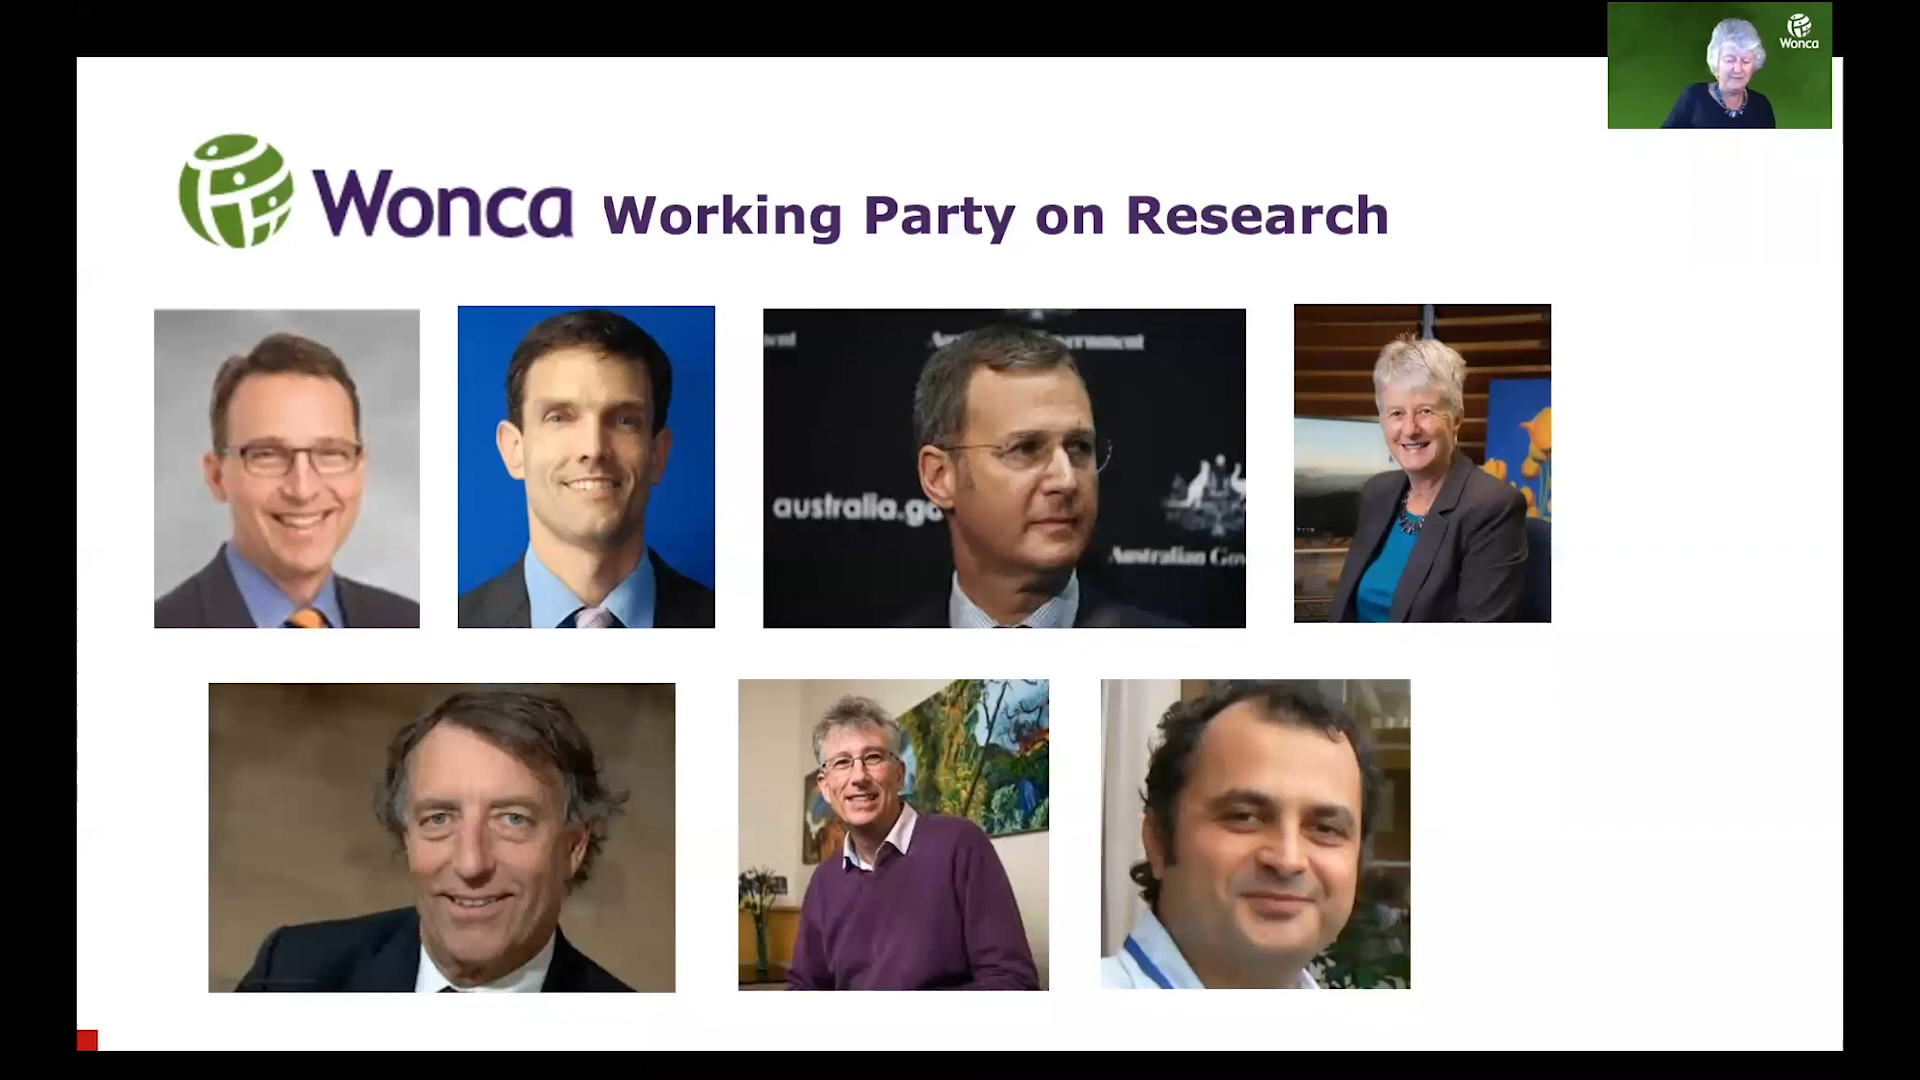 Wonca
Wonca Working Party on Research
australia.go
Australian Gov